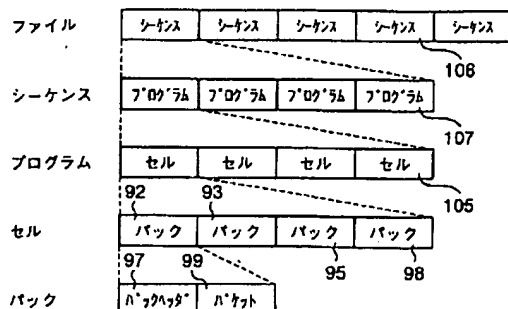 ファイル ｼｰｹﾝｽ ｼｰｹﾝｽ ｼｰｹﾝｽ ｼｰｹﾝｽ ｼｰｹﾝｽ
106
シーケンス ﾌﾟﾛｸﾞﾗﾑ ﾌﾟﾛｸﾞﾗﾑ ﾌﾟﾛｸﾞﾗﾑ ﾌﾟﾛｸﾞﾗﾑ
107
プログラム セル セル セル セル
92 93 105
セル パック パック パック パック
97 99 95 98
パック ﾊﾟｯｸﾍｯﾀﾞ ﾊﾟｹｯﾄ